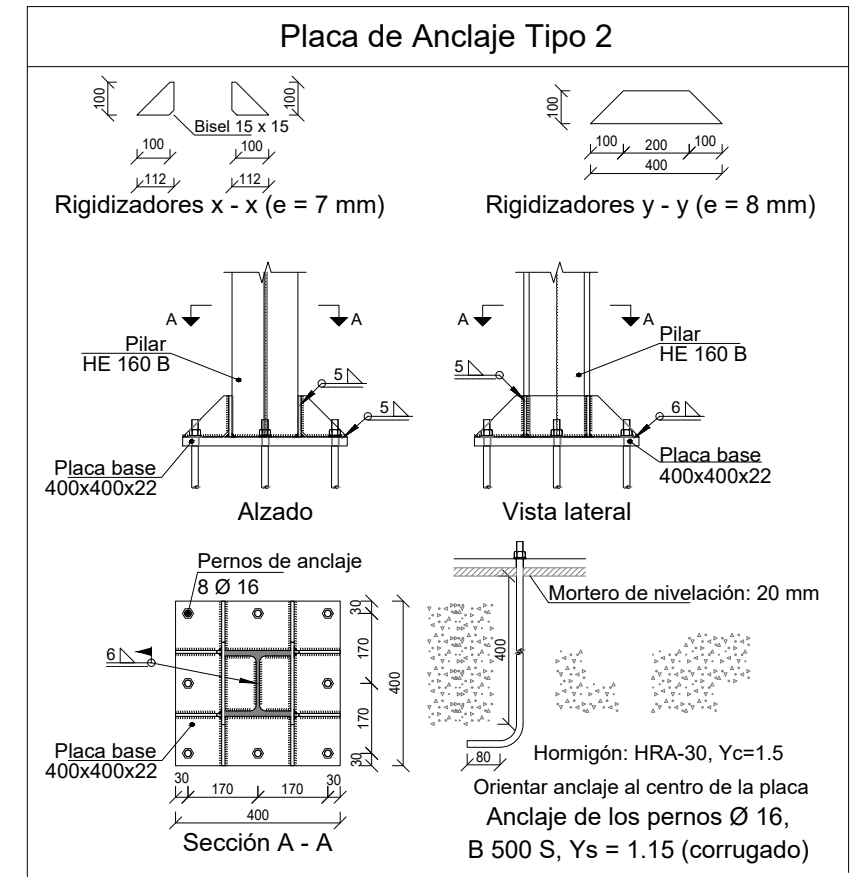 Placa de Anclaje Tipo 2
100
100
Bisel 15 x 15
100
100
112
112
Rigidizadores x - x (e = 7 mm)
100
100
200
100
400
Rigidizadores y - y (e = 8 mm)
A
A
Pilar
HE 160 B
5
5
Placa base
400x400x22
Alzado
A
A
Pilar
HE 160 B
5
6
Placa base
400x400x22
Vista lateral
Pernos de anclaje
8 Ø 16
6
30
170
170
30
400
Placa base
400x400x22
30
170
170
30
400
Sección A - A
Mortero de nivelación: 20 mm
400
80
Hormigón: HRA-30, Yc=1.5
Orientar anclaje al centro de la placa
Anclaje de los pernos Ø 16,
B 500 S, Ys = 1.15 (corrugado)